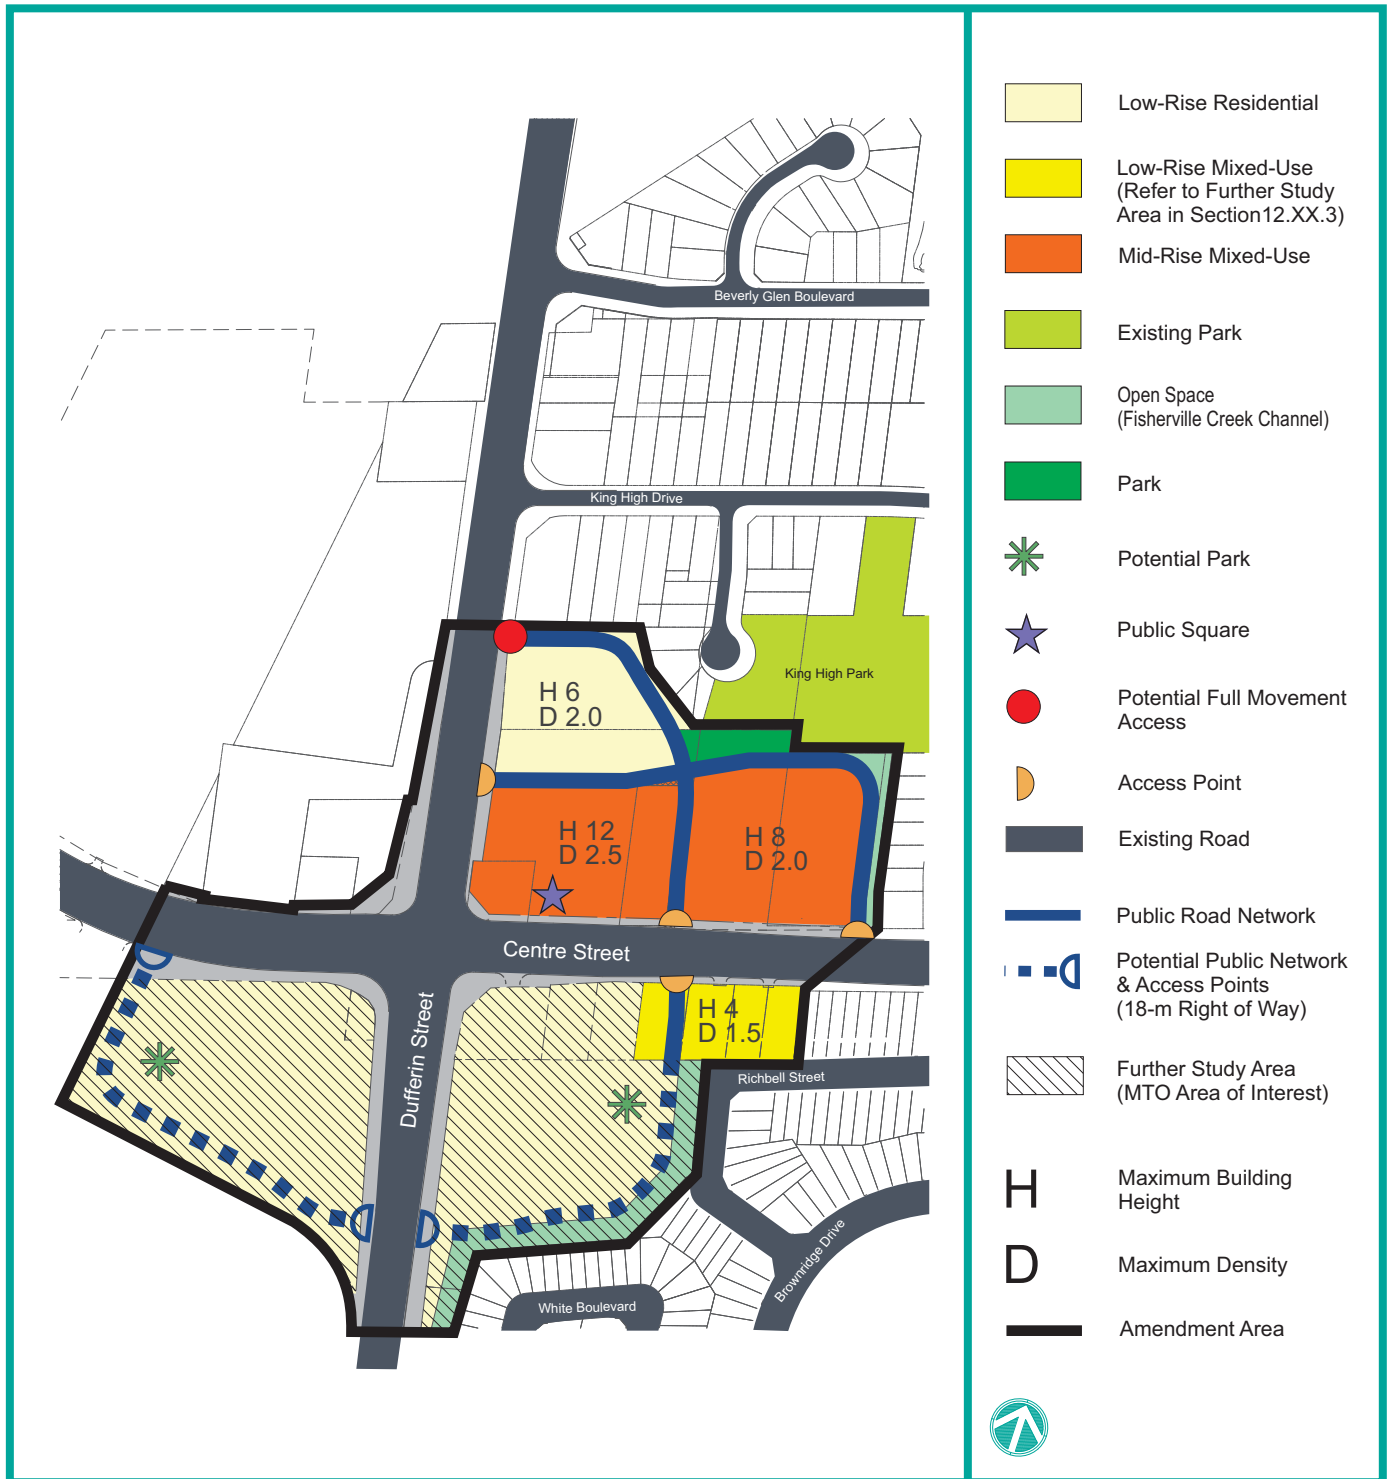 Beverly Glen Boulevard
King High Drive
King High Park
H 6
D 2.0
H 12
D 2.5
H 8
D 2.0
Centre Street
H 4
D 1.5
Dufferin Street
Richbell Street
Brownridge Drive
White Boulevard
Low-Rise Residential
Low-Rise Mixed-Use
(Refer to Further Study
Area in Section12.XX.3)
Mid-Rise Mixed-Use
Existing Park
Open Space
(Fisherville Creek Channel)
Park
Potential Park
Public Square
Potential Full Movement
Access
Access Point
Existing Road
Public Road Network
Potential Public Network
& Access Points
(18-m Right of Way)
Further Study Area
(MTO Area of Interest)
H
Maximum Building
Height
D
Maximum Density
Amendment Area